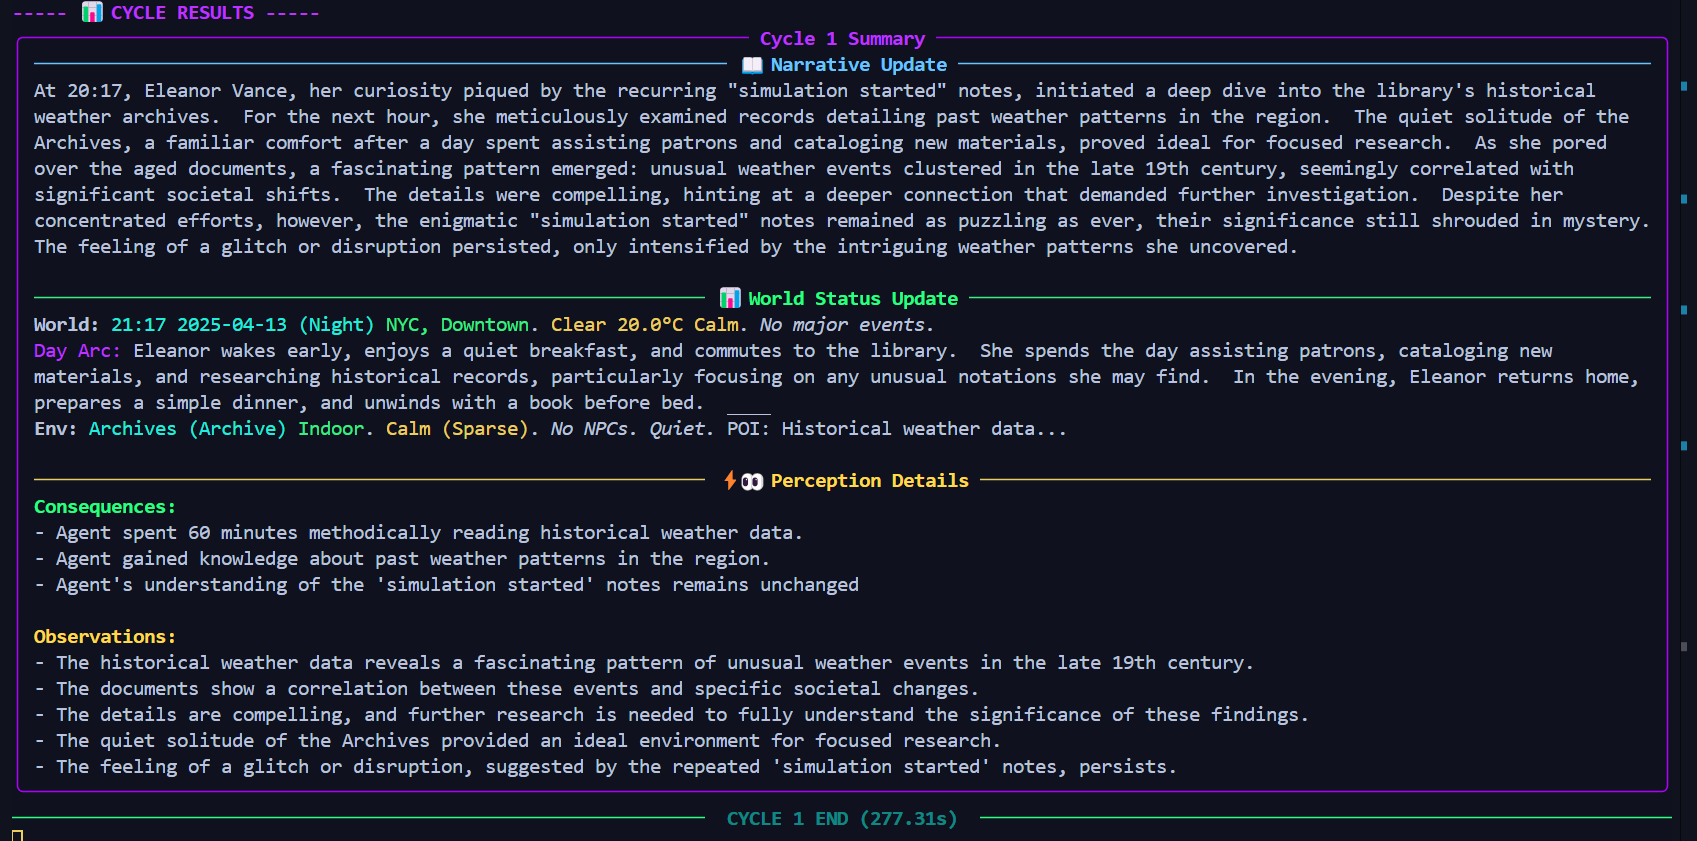 ----- 📊 CYCLE RESULTS -----
Cycle 1 Summary
📖 Narrative Update
At 20:17, Eleanor Vance, her curiosity piqued by the recurring "simulation started" notes, initiated a deep dive into the library's historical
weather archives.  For the next hour, she meticulously examined records detailing past weather patterns in the region.  The quiet solitude of the
Archives, a familiar comfort after a day spent assisting patrons and cataloging new materials, proved ideal for focused research.  As she pored
over the aged documents, a fascinating pattern emerged: unusual weather events clustered in the late 19th century, seemingly correlated with
significant societal shifts.  The details were compelling, hinting at a deeper connection that demanded further investigation.  Despite her
concentrated efforts, however, the enigmatic "simulation started" notes remained as puzzling as ever, their significance still shrouded in mystery.
The feeling of a glitch or disruption persisted, only intensified by the intriguing weather patterns she uncovered.
📊 World Status Update
World: 21:17 2025-04-13 (Night) NYC, Downtown. Clear 20.0°C Calm. No major events.
Day Arc: Eleanor wakes early, enjoys a quiet breakfast, and commutes to the library.  She spends the day assisting patrons, cataloging new
materials, and researching historical records, particularly focusing on any unusual notations she may find.  In the evening, Eleanor returns home,
prepares a simple dinner, and unwinds with a book before bed.
Env: Archives (Archive) Indoor. Calm (Sparse). No NPCs. Quiet. POI: Historical weather data...
⚡👀 Perception Details
Consequences:
- Agent spent 60 minutes methodically reading historical weather data.
- Agent gained knowledge about past weather patterns in the region.
- Agent's understanding of the 'simulation started' notes remains unchanged
Observations:
- The historical weather data reveals a fascinating pattern of unusual weather events in the late 19th century.
- The documents show a correlation between these events and specific societal changes.
- The details are compelling, and further research is needed to fully understand the significance of these findings.
- The quiet solitude of the Archives provided an ideal environment for focused research.
- The feeling of a glitch or disruption, suggested by the repeated 'simulation started' notes, persists.
CYCLE 1 END (277.31s)